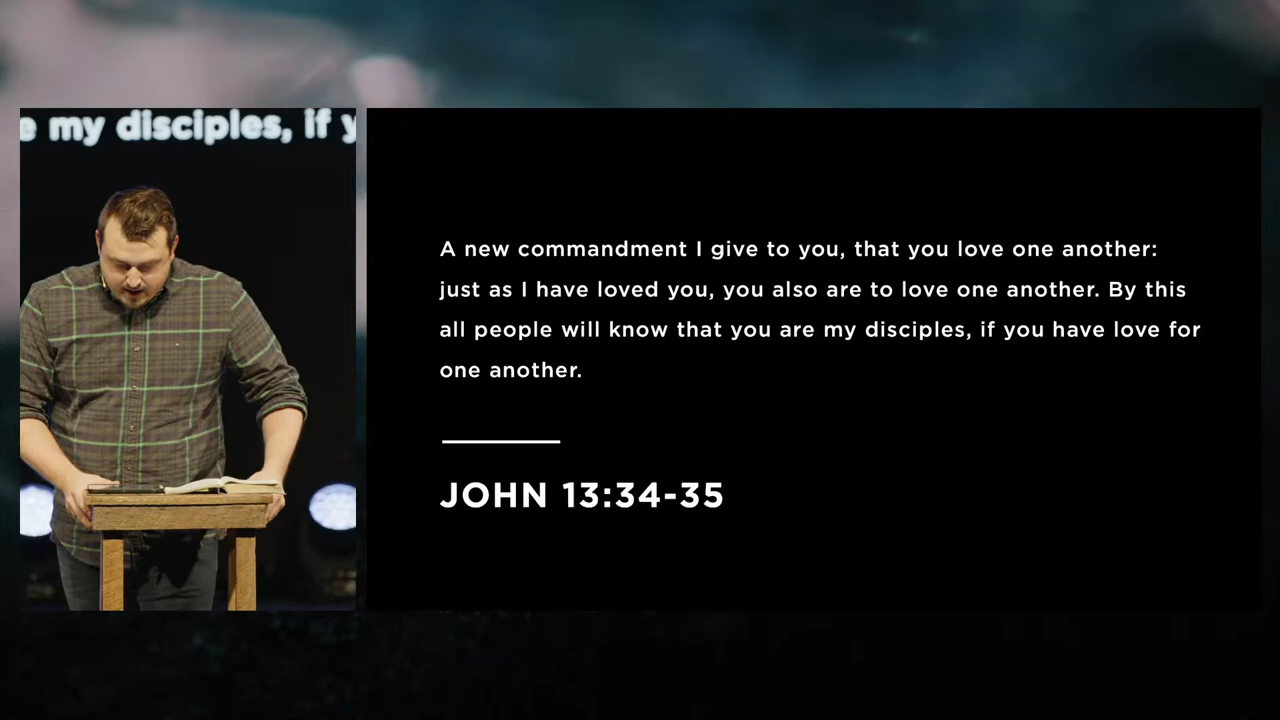 e my disciples, if y
A new commandment I give to you, that you love one another:
just as I have loved you, you also are to love one another. By this
all people will know that you are my disciples, if you have love for
one another.
JOHN 13:34-35